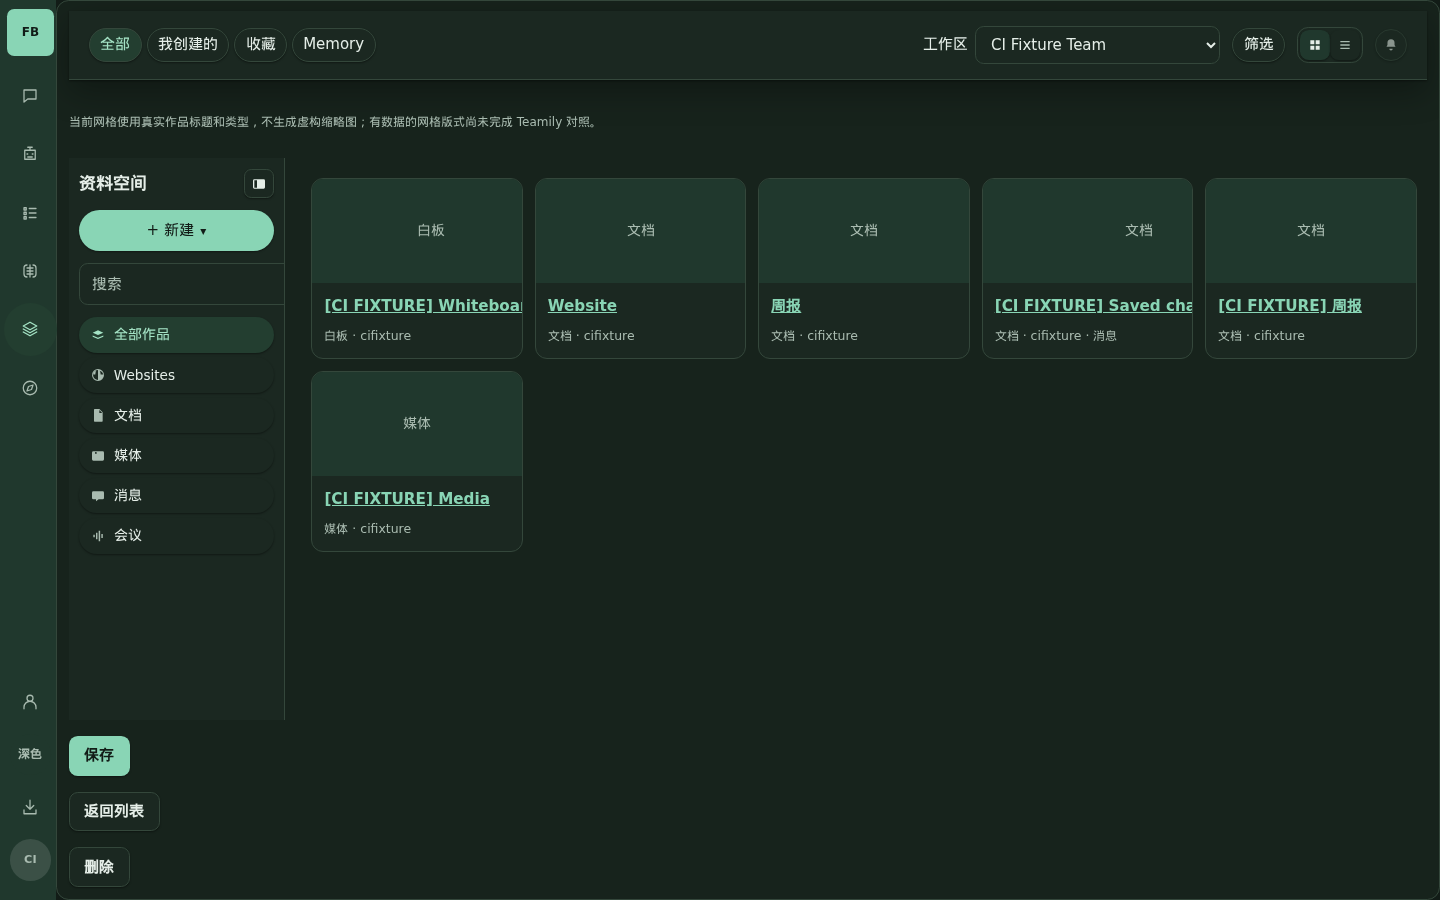 FB
全部
我创建的
收藏
Memory
工作区
CI Fixture Team
筛选
当前网格使用真实作品标题和类型，不生成虚构缩略图；有数据的网格版式尚未完成 Teamily 对照。
资料空间
+ 新建 ▾
搜索
全部作品
Websites
文档
媒体
消息
会议
白板
[CI FIXTURE] Whiteboar
白板 · cifixture
文档
Website
文档 · cifixture
文档
周报
文档 · cifixture
文档
[CI FIXTURE] Saved cha
文档 · cifixture · 消息
文档
[CI FIXTURE] 周报
文档 · cifixture
媒体
[CI FIXTURE] Media
媒体 · cifixture
深色
CI
保存
返回列表
删除